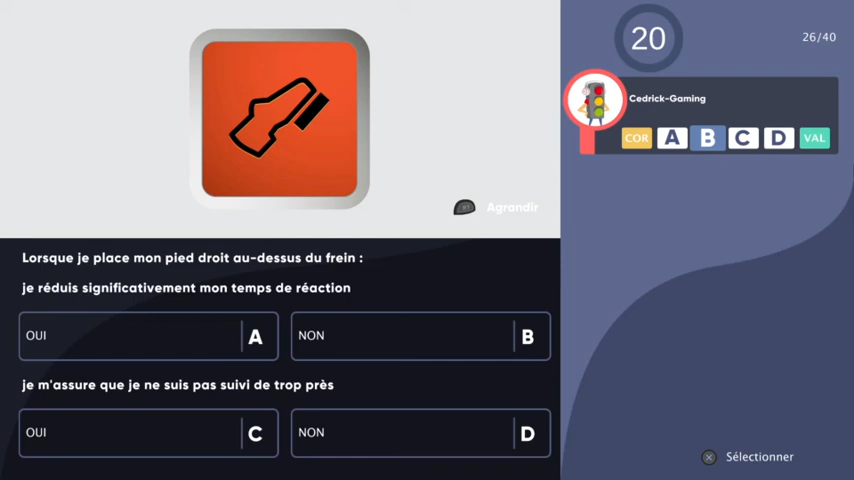 20
26/40
Cedrick-Gaming
COR A B C D VAL
Agrandir
Lorsque je place mon pied droit au-dessus du frein :
je réduis significativement mon temps de réaction
OUI A
NON B
je m'assure que je ne suis pas suivi de trop près
OUI C
NON D
Sélectionner